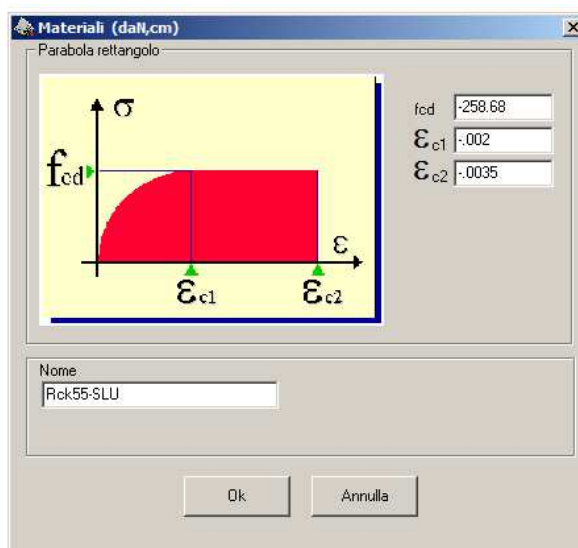 Materiali (daN,cm)
Parabola rettangolo
σ
fcd
ε
εc1
εc2
fcd -258.68
εc1 -.002
εc2 -.0035
Nome
Rck55-SLU
Ok
Annulla